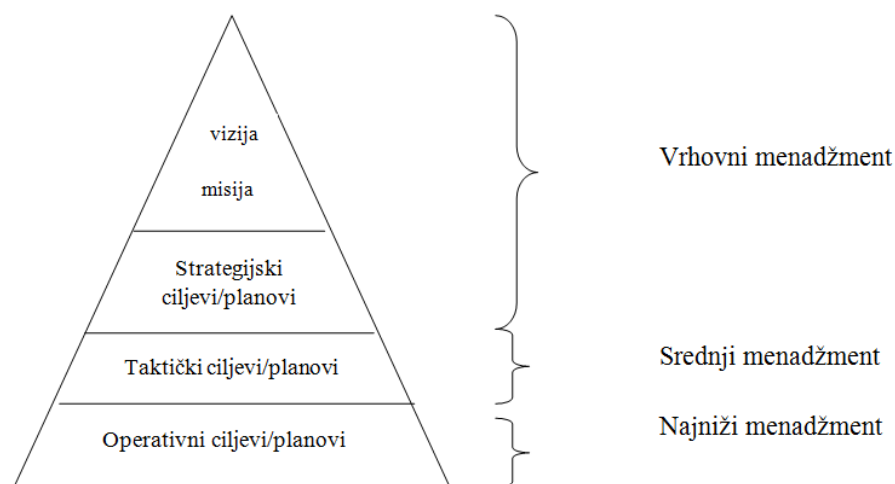 vizija
misija
Vrhovni menadžment
Strategijski
ciljevi/planovi
Taktički ciljevi/planovi
Srednji menadžment
Operativni ciljevi/planovi
Najniži menadžment